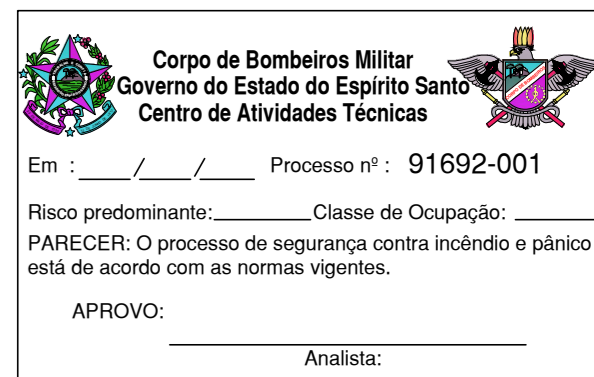 Corpo de Bombeiros Militar
Governo do Estado do Espírito Santo
Centro de Atividades Técnicas
Em : ____/____/____ Processo nº : 91692-001
Risco predominante:_________Classe de Ocupação: ________
PARECER: O processo de segurança contra incêndio e pânico
está de acordo com as normas vigentes.
APROVO:
Analista: